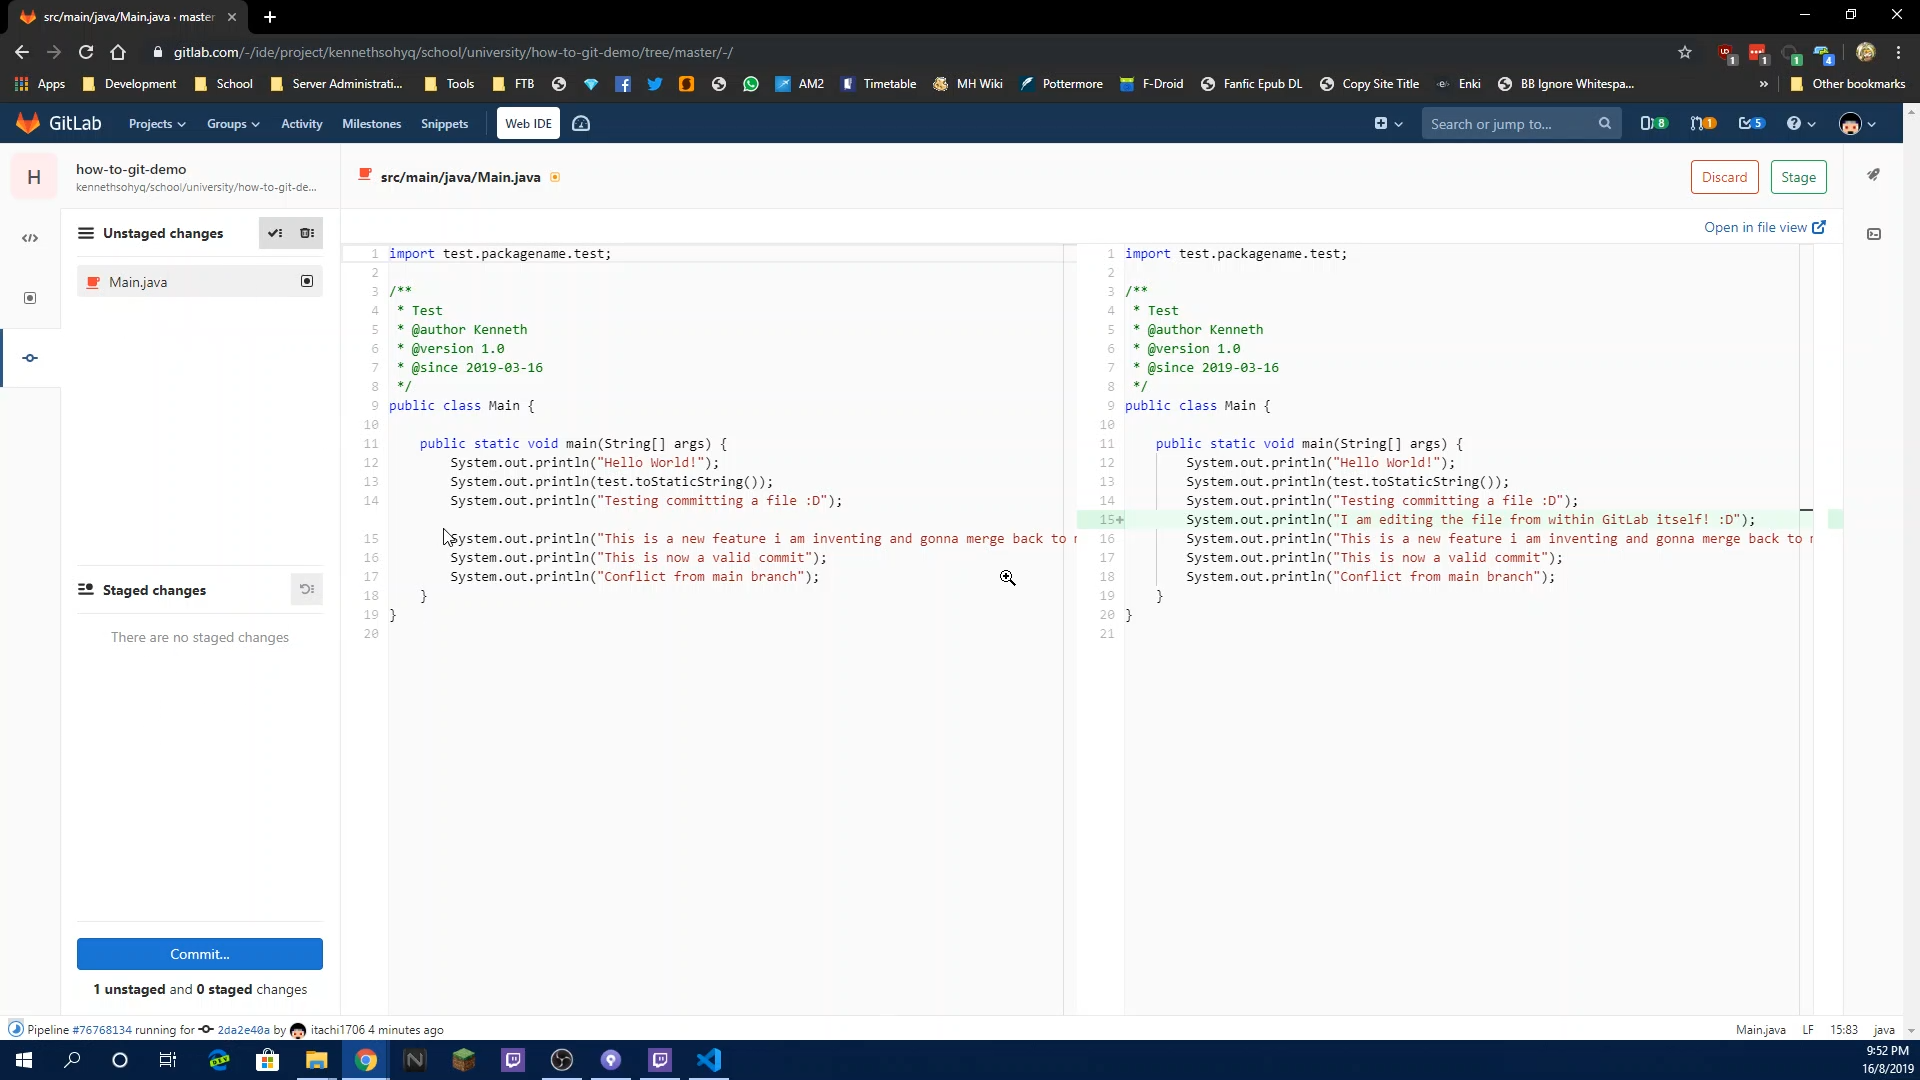 src/main/java/Main.java · master
gitlab.com/-/ide/project/kennethsohyq/school/university/how-to-git-demo/tree/master/-/
1 1 1 4
Apps Development School Server Administrati... Tools FTB AM2 Timetable MH Wiki Pottermore F-Droid Fanfic Epub DL Copy Site Title Enki BB Ignore Whitespa... » Other bookmarks
GitLab Projects Groups Activity Milestones Snippets Web IDE Search or jump to... 8 1 5
H
how-to-git-demo
kennethsohyq/school/university/how-to-git-de...
src/main/java/Main.java
Discard Stage
Unstaged changes
Open in file view
Main.java
1 import test.packagename.test;
2
3 /**
4 * Test
5 * @author Kenneth
6 * @version 1.0
7 * @since 2019-03-16
8 */
9 public class Main {
10
11 public static void main(String[] args) {
12 System.out.println("Hello World!");
13 System.out.println(test.toStaticString());
14 System.out.println("Testing committing a file :D");
15 System.out.println("This is a new feature i am inventing and gonna merge back to
16 System.out.println("This is now a valid commit");
17 System.out.println("Conflict from main branch");
18 }
19 }
20
1 import test.packagename.test;
2
3 /**
4 * Test
5 * @author Kenneth
6 * @version 1.0
7 * @since 2019-03-16
8 */
9 public class Main {
10
11 public static void main(String[] args) {
12 System.out.println("Hello World!");
13 System.out.println(test.toStaticString());
14 System.out.println("Testing committing a file :D");
15+ System.out.println("I am editing the file from within GitLab itself! :D");
16 System.out.println("This is a new feature i am inventing and gonna merge back to
17 System.out.println("This is now a valid commit");
18 System.out.println("Conflict from main branch");
19 }
20 }
21
Staged changes
There are no staged changes
Commit...
1 unstaged and 0 staged changes
Pipeline #76768134 running for 2da2e40a by itachi1706 4 minutes ago
Main.java LF 15:83 java
DEV
9:52 PM
16/8/2019